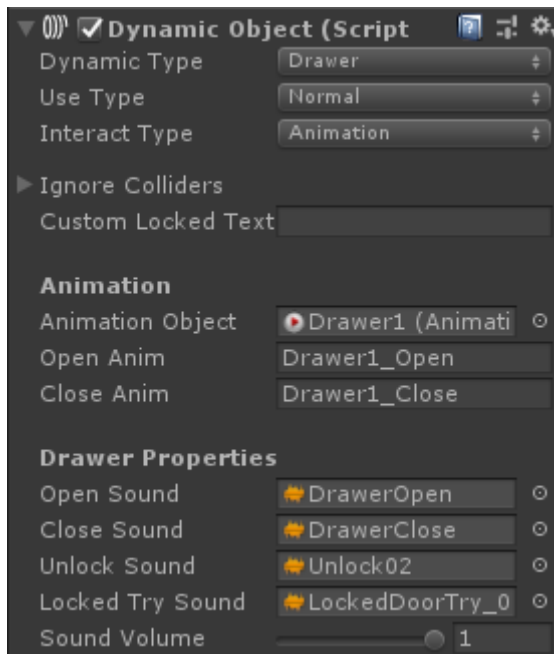 Dynamic Object (Script
Dynamic Type Drawer
Use Type Normal
Interact Type Animation
Ignore Colliders
Custom Locked Text
Animation
Animation Object Drawer1 (Animati
Open Anim Drawer1_Open
Close Anim Drawer1_Close
Drawer Properties
Open Sound DrawerOpen
Close Sound DrawerClose
Unlock Sound Unlock02
Locked Try Sound LockedDoorTry_0
Sound Volume 1